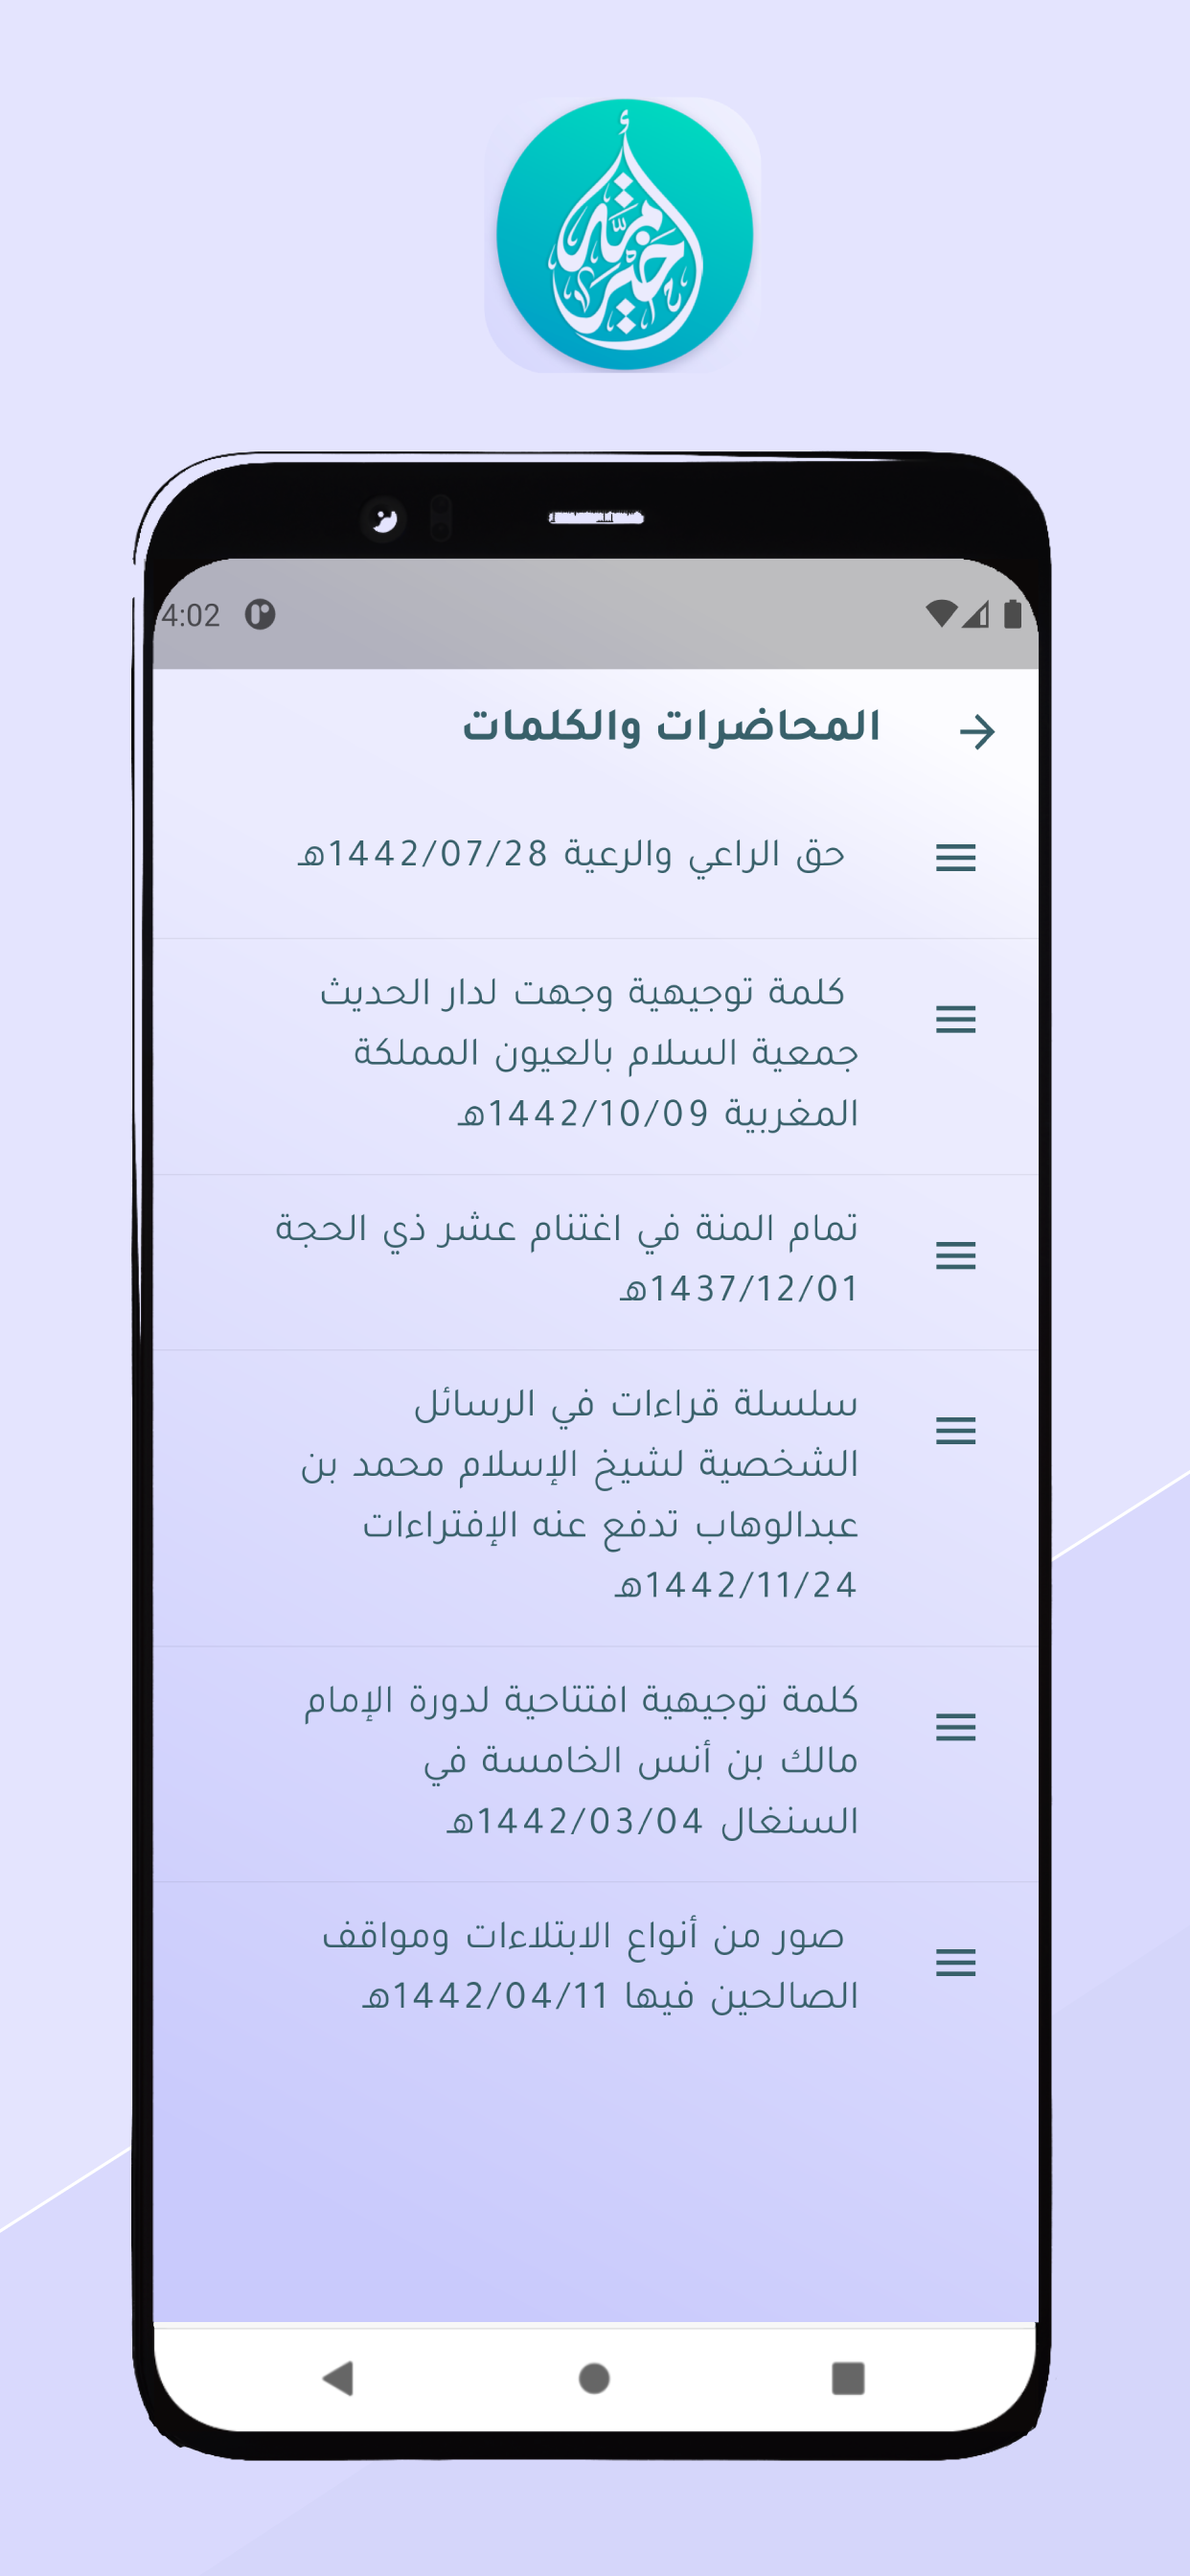 خير أمة
4:02
المحاضرات والكلمات
حق الراعي والرعية 1442/07/28هـ
كلمة توجيهية وجهت لدار الحديث
جمعية السلام بالعيون المملكة
المغربية 1442/10/09هـ
تمام المنة في اغتنام عشر ذي الحجة
1437/12/01هـ
سلسلة قراءات في الرسائل
الشخصية لشيخ الإسلام محمد بن
عبدالوهاب تدفع عنه الإفتراءات
1442/11/24هـ
كلمة توجيهية افتتاحية لدورة الإمام
مالك بن أنس الخامسة في
السنغال 1442/03/04هـ
صور من أنواع الابتلاءات ومواقف
الصالحين فيها 1442/04/11هـ